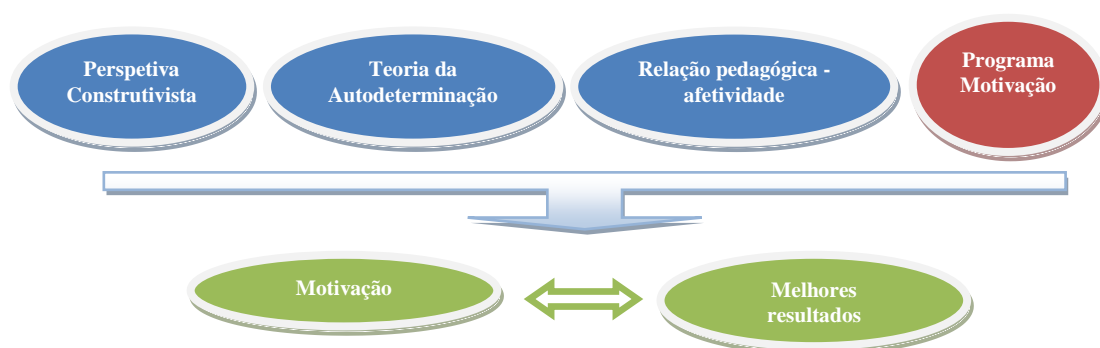 Perspetiva
Construtivista
Teoria da
Autodeterminação
Relação pedagógica -
afetividade
Programa
Motivação
Motivação
Melhores
resultados